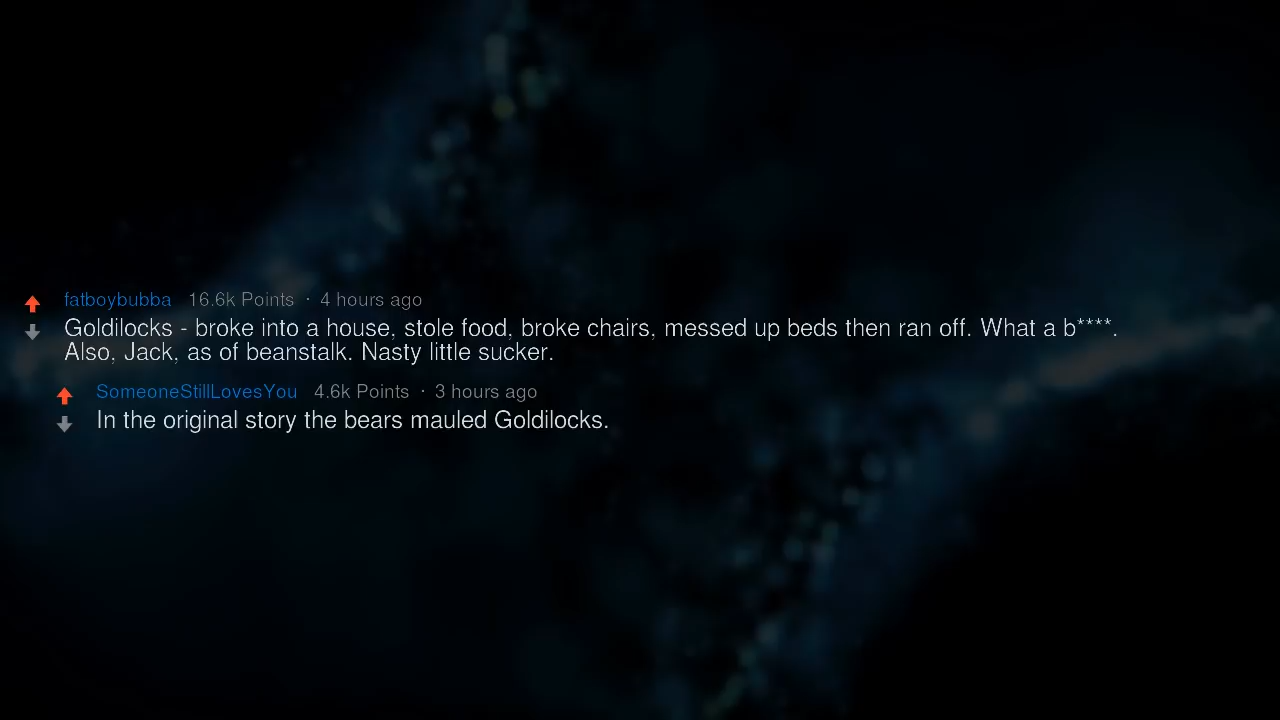 fatboybubba 16.6k Points · 4 hours ago
Goldilocks - broke into a house, stole food, broke chairs, messed up beds then ran off. What a b****.
Also, Jack, as of beanstalk. Nasty little sucker.
SomeoneStillLovesYou 4.6k Points · 3 hours ago
In the original story the bears mauled Goldilocks.